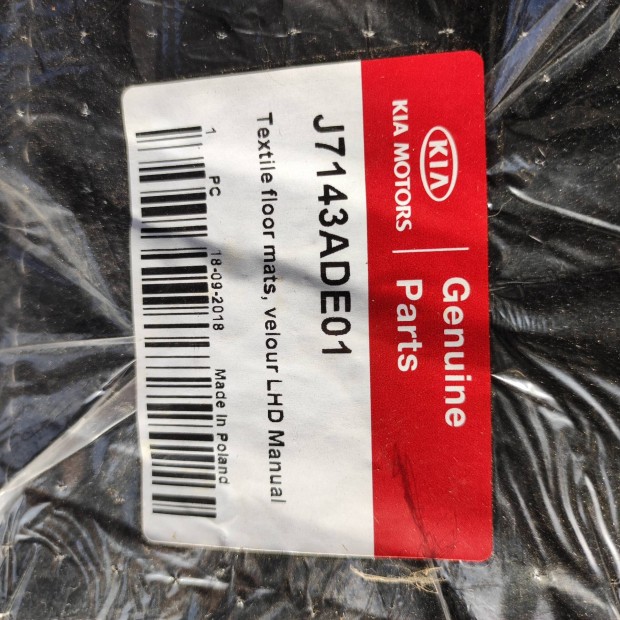 KIA
KIA MOTORS
Genuine
Parts
J7143ADE01
Textile floor mats, velour LHD Manual
1 PC 18-09-2018 Made In Poland